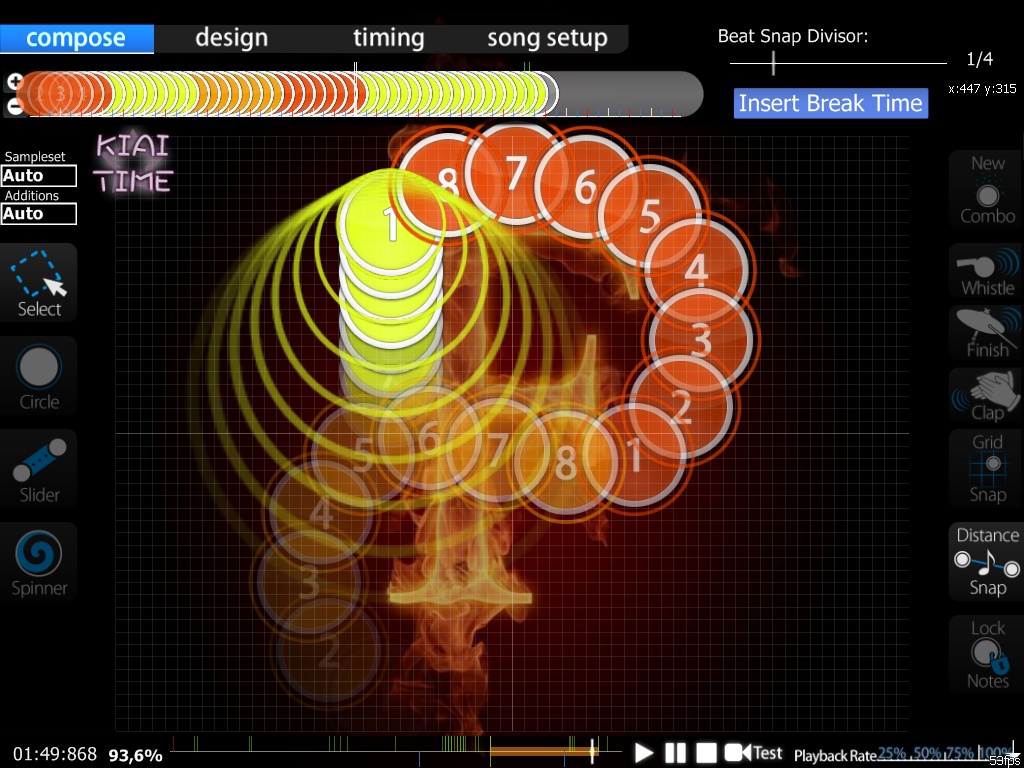 compose design timing song setup
Beat Snap Divisor:
1/4
x:447 y:315
Insert Break Time
3
KIAI
TIME
Sampleset
Auto
Additions
Auto
Select
Circle
Slider
Spinner
New
Combo
Whistle
Finish
Clap
Grid
Snap
Distance
Snap
Lock
Notes
1
8
7
6
5
4
3
2
1
8
7
6
5
4
3
2
01:49:868 93,6%
Test
Playback Rate 25% 50% 75% 100%
53fps